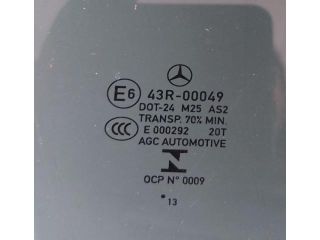 E6 43R-00049
DOT-24 M25 AS2
TRANSP. 70% MIN.
CCC E 000292 20T
AGC AUTOMOTIVE
N
OCP N° 0009
• 13